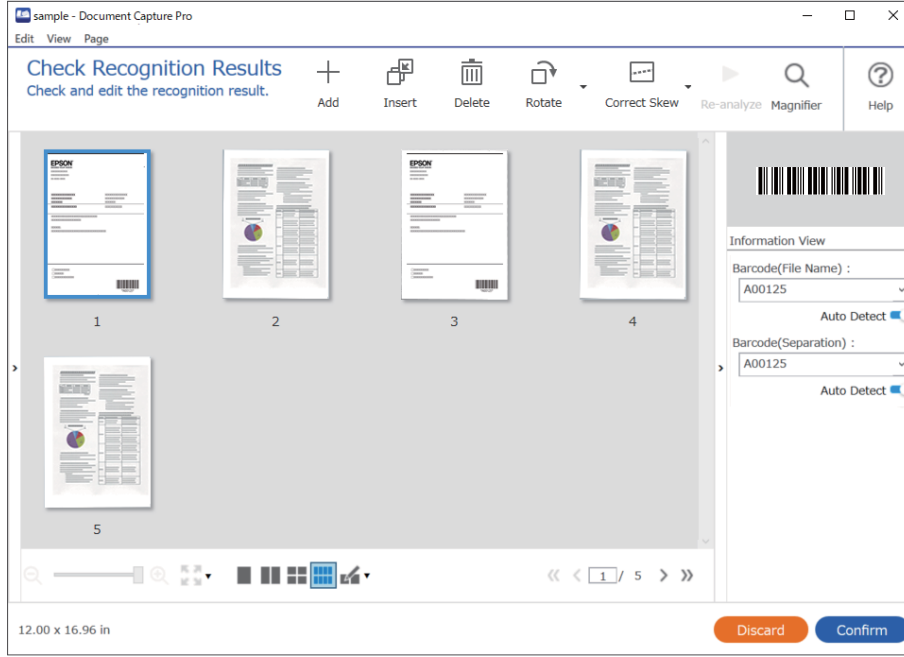 sample - Document Capture Pro
Edit View Page
Check Recognition Results
Check and edit the recognition result.
Add
Insert
Delete
Rotate
Correct Skew
Re-analyze
Magnifier
Help
EPSON
EPSON
1
2
3
4
5
Information View
Barcode(File Name) :
A00125
Auto Detect
Barcode(Separation) :
A00125
Auto Detect
1 / 5
12.00 x 16.96 in
Discard
Confirm